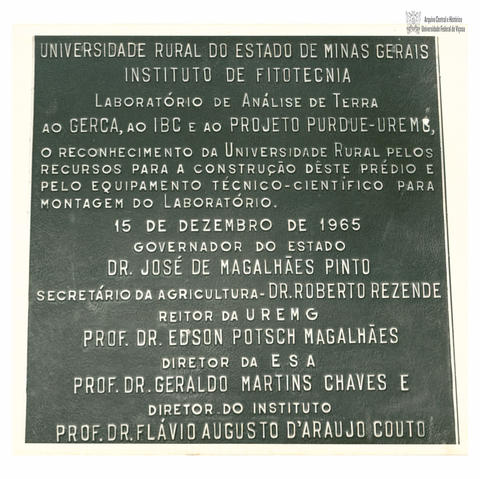 Arquivo Central e Histórico
Universidade Federal de Viçosa
UNIVERSIDADE RURAL DO ESTADO DE MINAS GERAIS
INSTITUTO DE FITOTECNIA
LABORATÓRIO DE ANÁLISE DE TERRA
AO GERCA, AO IBC E AO PROJETO PURDUE-UREMG,
O RECONHECIMENTO DA UNIVERSIDADE RURAL PELOS
RECURSOS PARA A CONSTRUÇÃO DÊSTE PRÉDIO E
PELO EQUIPAMENTO TÉCNICO-CIENTÍFICO PARA
MONTAGEM DO LABORATÓRIO.
15 DE DEZEMBRO DE 1965
GOVERNADOR DO ESTADO
DR. JOSÉ DE MAGALHÃES PINTO
SECRETÁRIO DA AGRICULTURA-DR. ROBERTO REZENDE
REITOR DA UREMG
PROF. DR. EDSON POTSCH MAGALHÃES
DIRETOR DA ESA
PROF. DR. GERALDO MARTINS CHAVES E
DIRETOR DO INSTITUTO
PROF. DR. FLÁVIO AUGUSTO D'ARAUJO COUTO